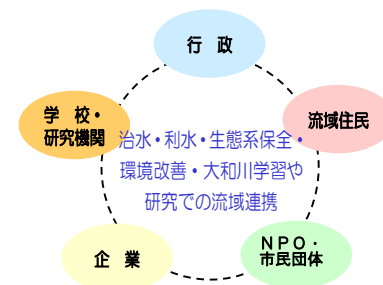 行　政
学　校・
研究機関
流域住民
治水・利水・生態系保全・
環境改善・大和川学習や
研究での流域連携
企　業
ＮＰＯ・
市民団体